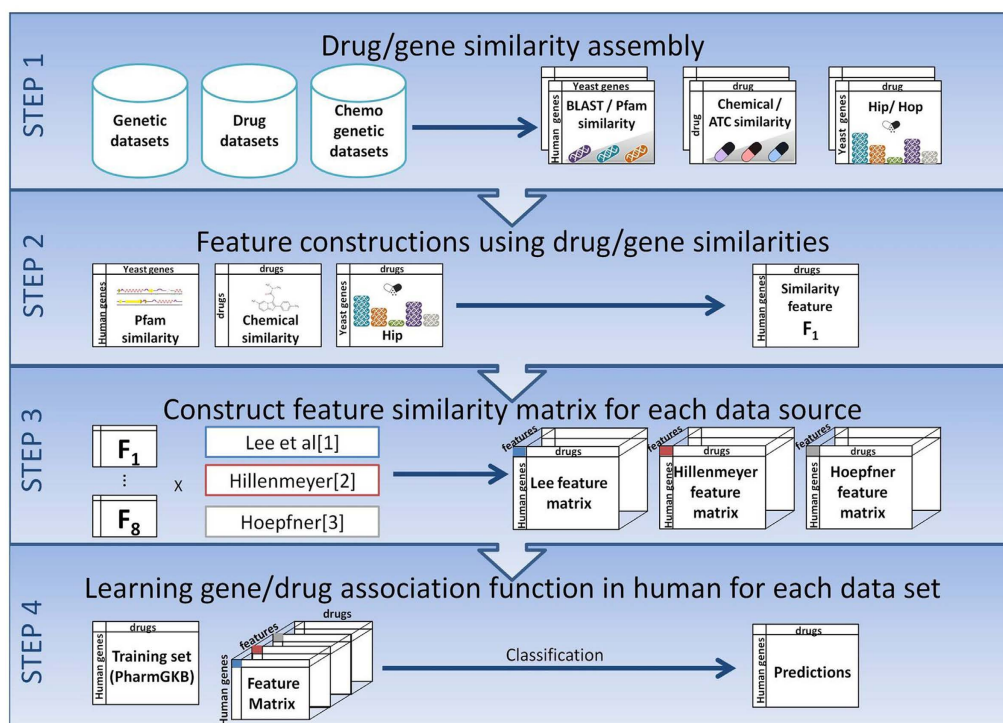 STEP 1
Drug/gene similarity assembly
Genetic
datasets
Drug
datasets
Chemo
genetic
datasets
Yeast genes
Human genes
BLAST / Pfam
similarity
drug
drug
Chemical /
ATC similarity
drug
Yeast genes
Hip/ Hop
STEP 2
Feature constructions using drug/gene similarities
Yeast genes
Human genes
Pfam
similarity
drugs
drugs
Chemical
similarity
drugs
Yeast genes
Hip
drugs
Human genes
Similarity
feature
F1
STEP 3
Construct feature similarity matrix for each data source
F1
⋮
F8
X
Lee et al[1]
Hillenmeyer[2]
Hoepfner[3]
features
drugs
Human genes
Lee feature
matrix
features
drugs
Human genes
Hillenmeyer
feature
matrix
features
drugs
Human genes
Hoepfner
feature
matrix
STEP 4
Learning gene/drug association function in human for each data set
drugs
Human genes
Training set
(PharmGKB)
drugs
features
Human genes
Feature
Matrix
Classification
drugs
Human genes
Predictions